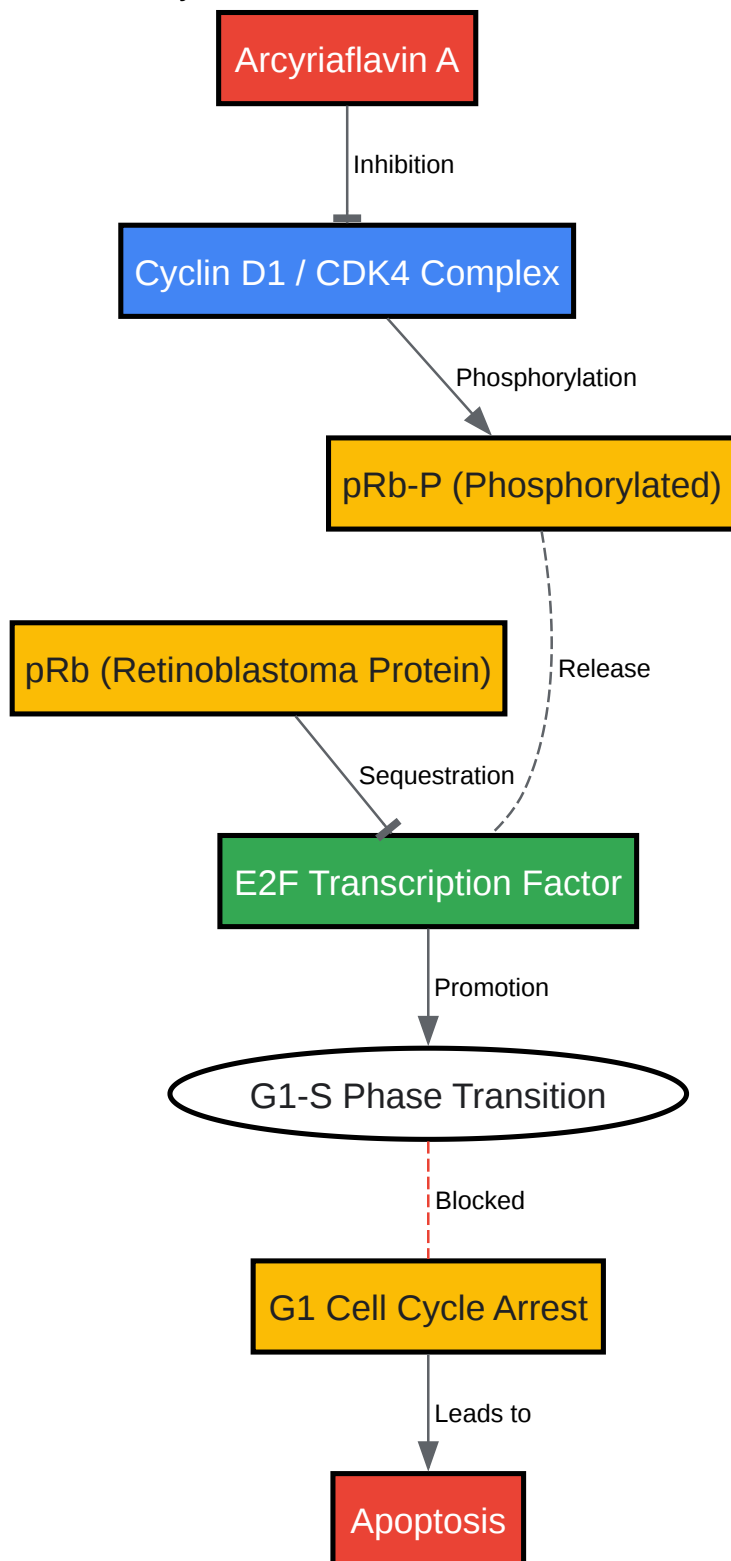 Arcyriaflavin A
Inhibition
Cyclin D1 / CDK4 Complex
Phosphorylation
pRb-P (Phosphorylated)
pRb (Retinoblastoma Protein)
Release
Sequestration
E2F Transcription Factor
Promotion
G1-S Phase Transition
Blocked
G1 Cell Cycle Arrest
Leads to
Apoptosis